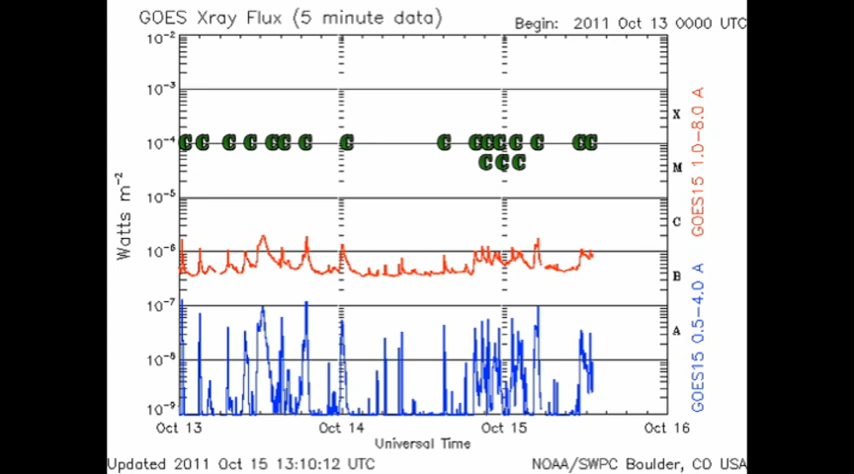 GOES Xray Flux (5 minute data)
Begin: 2011 Oct 13 0000 UTC
10-2
10-3
10-4
10-5
10-6
10-7
10-8
10-9
Watts m-2
C C C C C C C C C C C C C C C C C
C C C
X
M
C
B
A
GOES15 1.0-8.0 A
GOES15 0.5-4.0 A
Oct 13
Oct 14
Oct 15
Oct 16
Universal Time
Updated 2011 Oct 15 13:10:12 UTC
NOAA/SWPC Boulder, CO USA